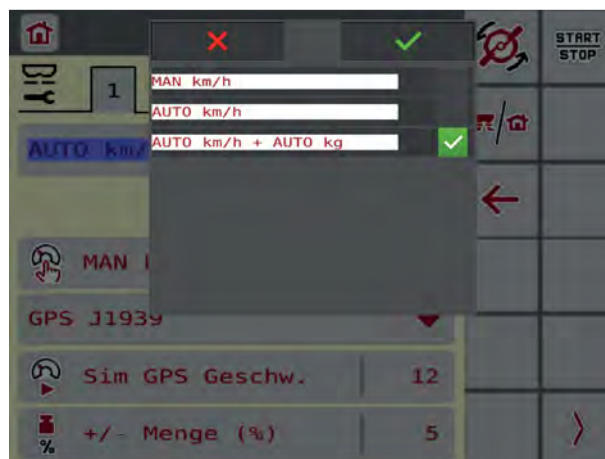 START
STOP
MAN km/h
1
AUTO km/h
AUTO km/
AUTO km/h + AUTO kg
MAN
GPS J1939
Sim GPS Geschw. 12
% +/- Menge (%) 5